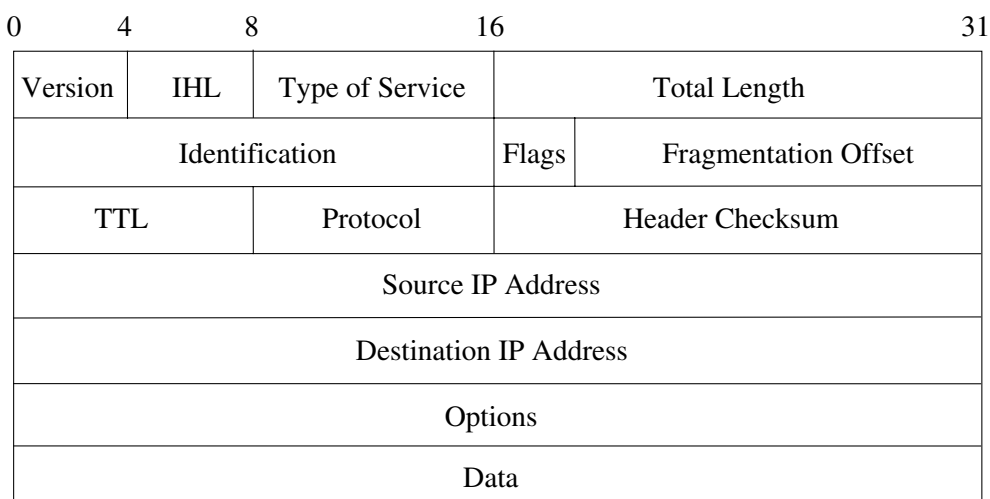 0 4 8 16 31
Version IHL Type of Service Total Length
Identification Flags Fragmentation Offset
TTL Protocol Header Checksum
Source IP Address
Destination IP Address
Options
Data